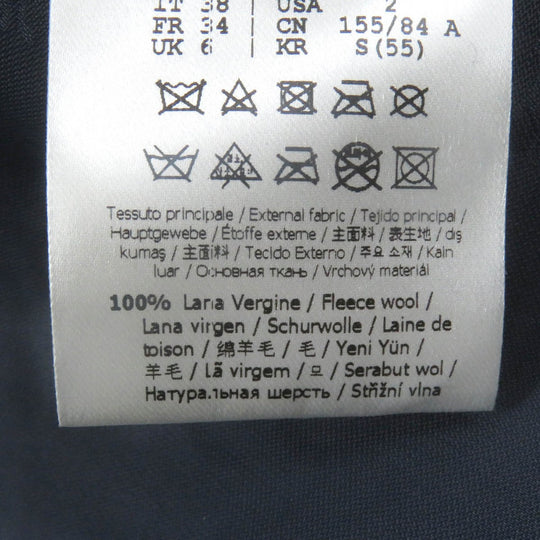 IT 38 | USA 2
FR 34 | CN 155/84 A
UK 6 | KR S(55)
Tessuto principale / External fabric / Tejido principal /
Hauptgewebe / Étoffe externe / 主面料 / 表生地 / dış
kumaş / 主面料 / Tecido Externo / 주요 소재 / Kain
luar / Основная ткань / Vrchový materiál
100% Lana Vergine / Fleece wool /
Lana virgen / Schurwolle / Laine de
toison / 绵羊毛 / 毛 / Yeni Yün /
羊毛 / Lã virgem / 모 / Serabut wol /
Натуральная шерсть / Střižní vlna